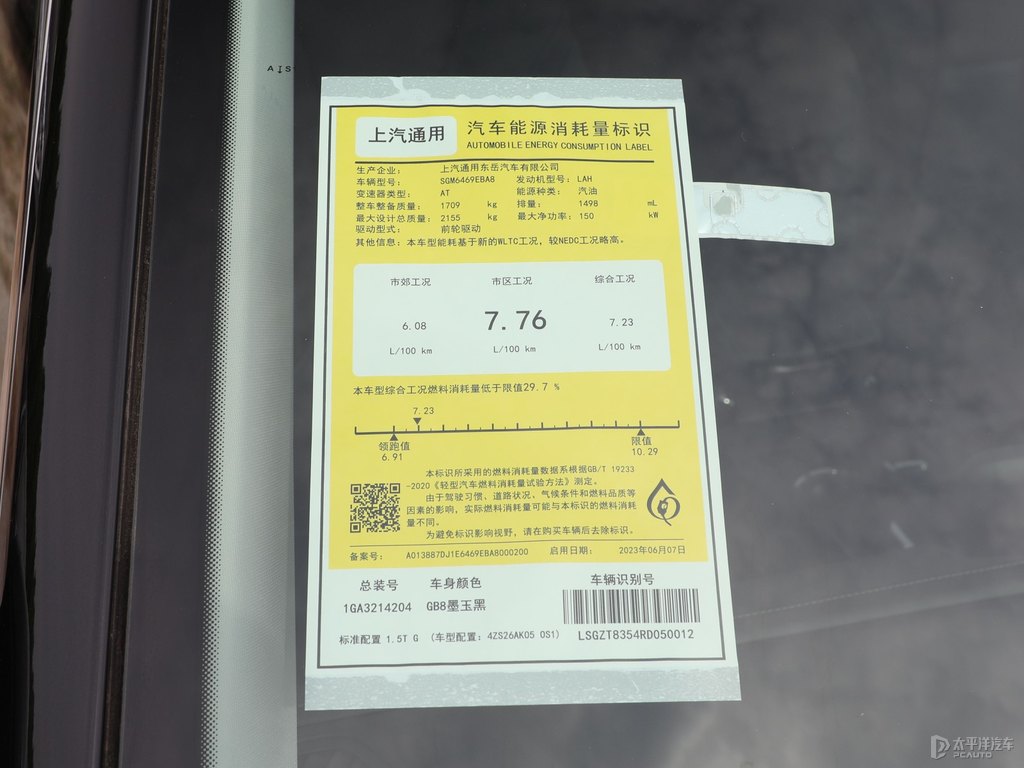 AIS
上汽通用
汽车能源消耗量标识
AUTOMOBILE ENERGY CONSUMPTION LABEL
生产企业： 上汽通用东岳汽车有限公司
车辆型号： SGM6469EBA8 发动机型号： LAH
变速器类型： AT 能源种类： 汽油
整车整备质量： 1709 kg 排量： 1498 mL
最大设计总质量： 2155 kg 最大净功率： 150 kW
驱动型式： 前轮驱动
其他信息： 本车型能耗基于新的WLTC工况，较NEDC工况略高。
市郊工况 市区工况 综合工况
6.08 7.76 7.23
L/100 km L/100 km L/100 km
本车型综合工况燃料消耗量低于限值29.7 %
7.23
领跑值 限值
6.91 10.29
本标识所采用的燃料消耗量数据系根据GB/T 19233
-2020《轻型汽车燃料消耗量试验方法》测定。
由于驾驶习惯、道路状况、气候条件和燃料品质等
因素的影响，实际燃料消耗量可能与本标识的燃料消耗
量不同。
为避免标识影响视野，请在购买车辆后去除标识。
备案号： A013887DJ1E6469EBA8000200 启用日期： 2023年06月07日
总装号 车身颜色 车辆识别号
1GA3214204 GB8墨玉黑
标准配置 1.5T G （车型配置：4ZS26AKO5 0S1） LSGZT8354RD050012
太平洋汽车
PCAUTO